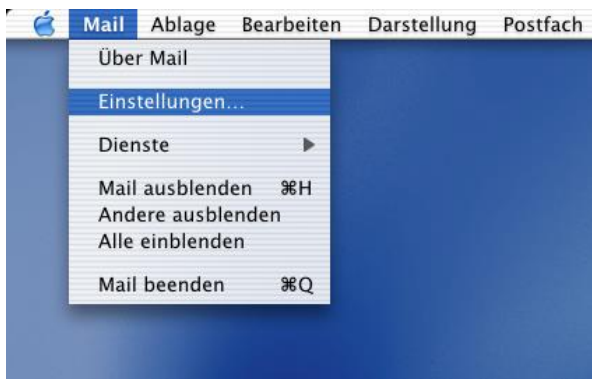 Mail Ablage Bearbeiten Darstellung Postfach
Über Mail
Einstellungen...
Dienste
Mail ausblenden ⌘H
Andere ausblenden
Alle einblenden
Mail beenden ⌘Q